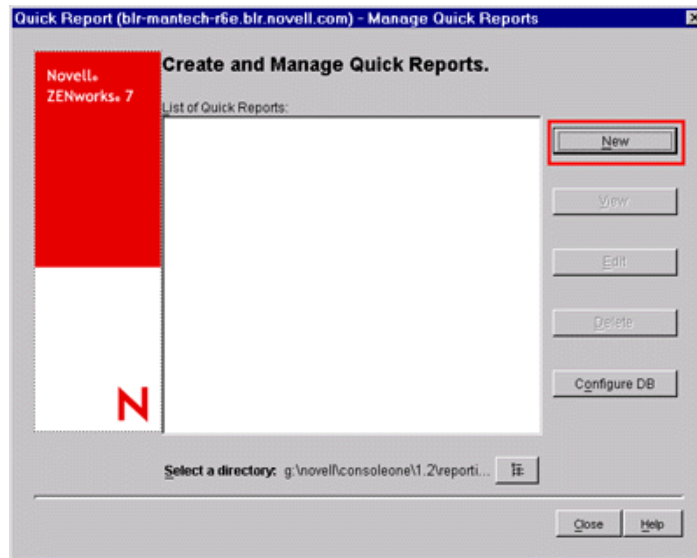 Quick Report (blr-mantech-r6e.blr.novell.com) - Manage Quick Reports
Novell®
ZENworks® 7
Create and Manage Quick Reports.
List of Quick Reports:
New
View
Edit
Delete
Configure DB
N
Select a directory: g:\novell\consoleone\1.2\reporti...
Close
Help